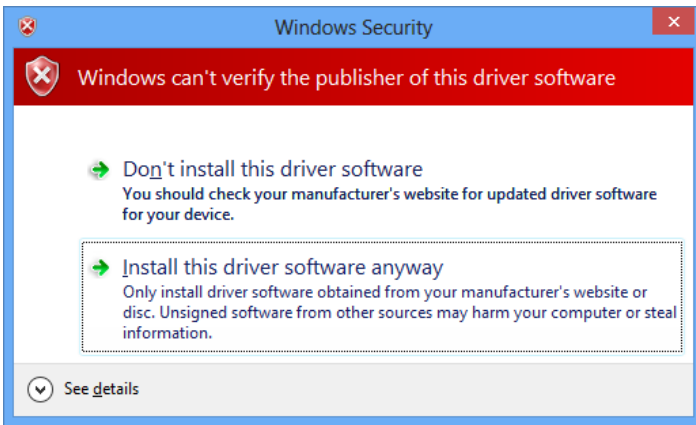 Windows Security
Windows can't verify the publisher of this driver software
Don't install this driver software
You should check your manufacturer's website for updated driver software
for your device.
Install this driver software anyway
Only install driver software obtained from your manufacturer's website or
disc. Unsigned software from other sources may harm your computer or steal
information.
See details